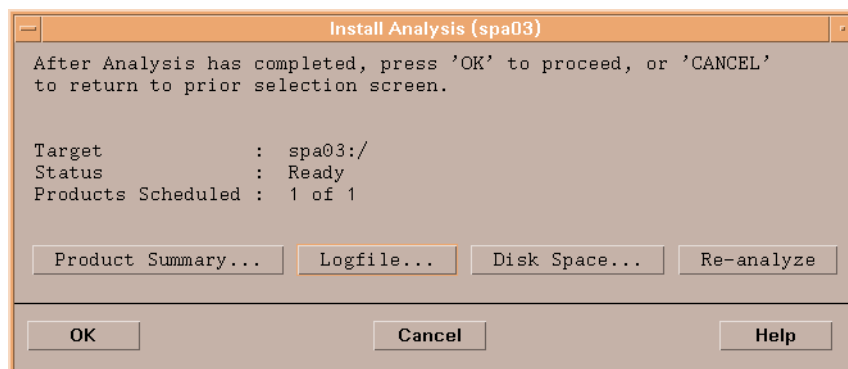 Install Analysis (spa03)
After Analysis has completed, press 'OK' to proceed, or 'CANCEL'
to return to prior selection screen.
Target : spa03:/
Status : Ready
Products Scheduled : 1 of 1
Product Summary... Logfile... Disk Space... Re-analyze
OK Cancel Help